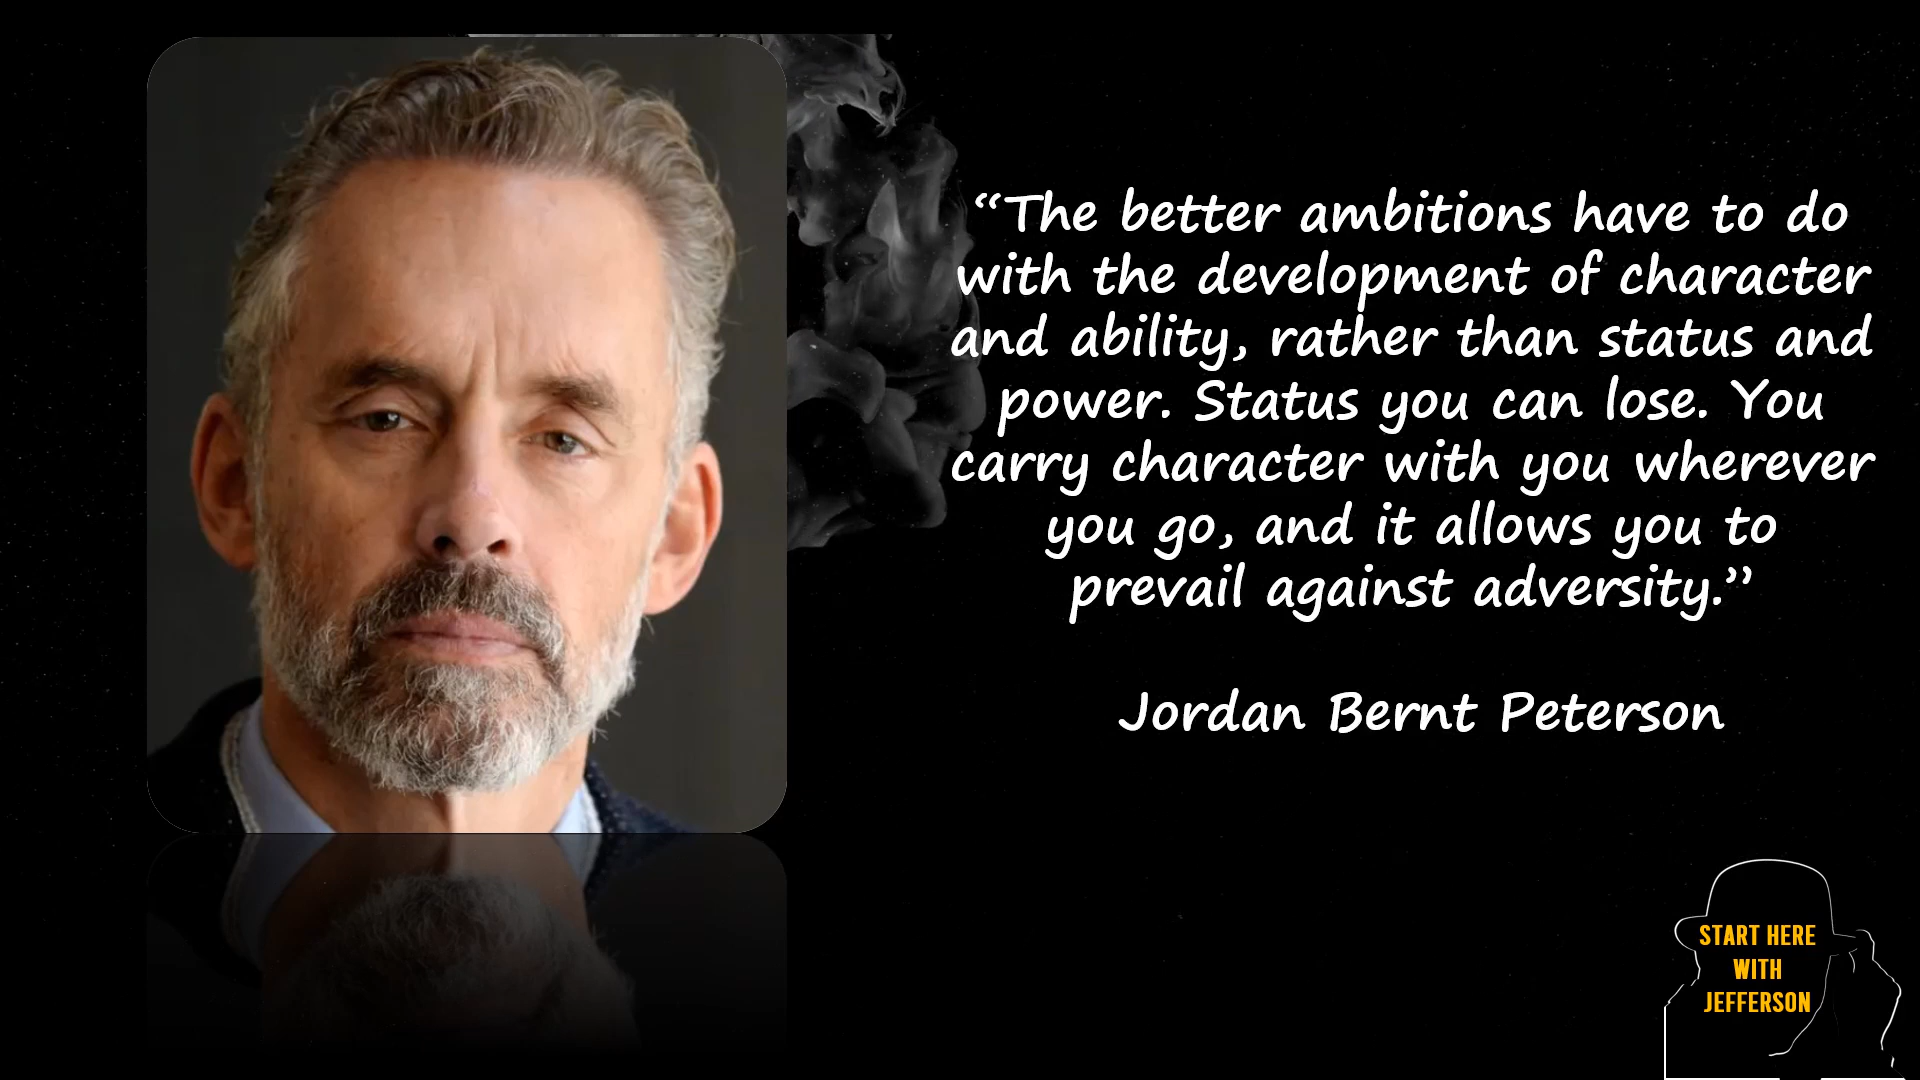 “The better ambitions have to do
with the development of character
and ability, rather than status and
power. Status you can lose. You
carry character with you wherever
you go, and it allows you to
prevail against adversity.”
Jordan Bernt Peterson
START HERE
WITH
JEFFERSON